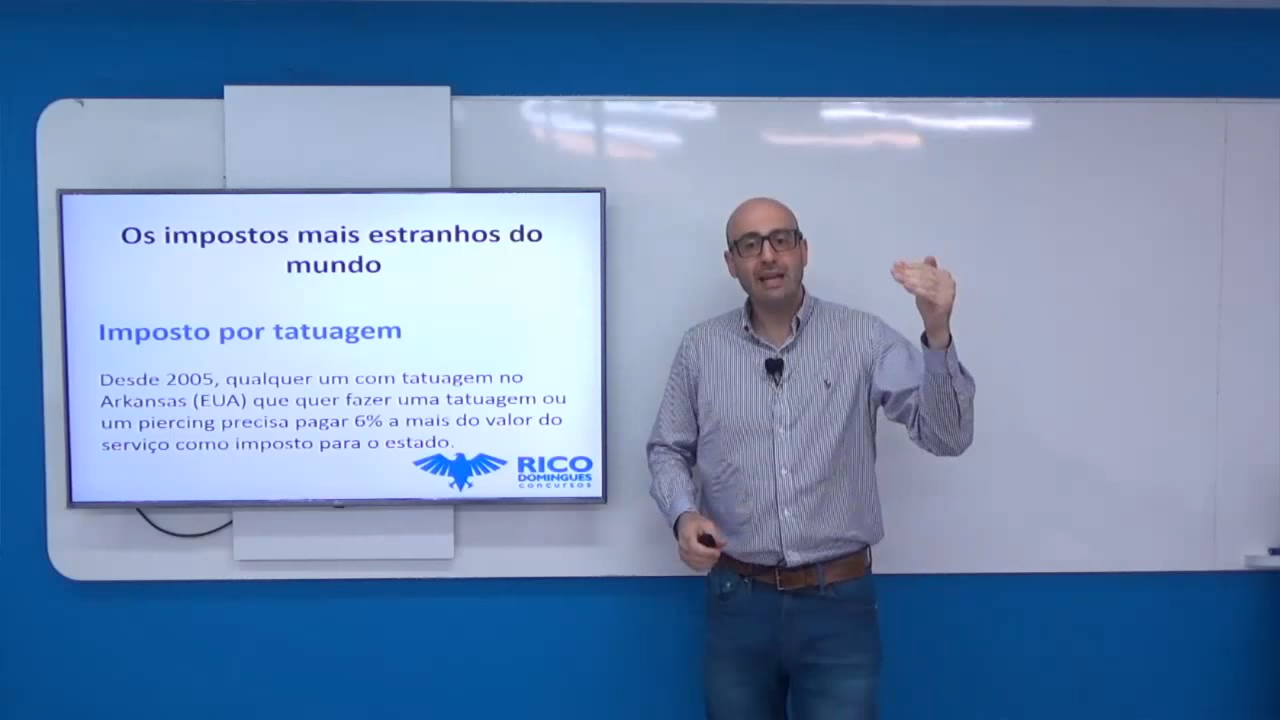 Os impostos mais estranhos do
mundo
Imposto por tatuagem
Desde 2005, qualquer um com tatuagem no
Arkansas (EUA) que quer fazer uma tatuagem ou
um piercing precisa pagar 6% a mais do valor do
serviço como imposto para o estado.
RICO
DOMINGUES
concursos